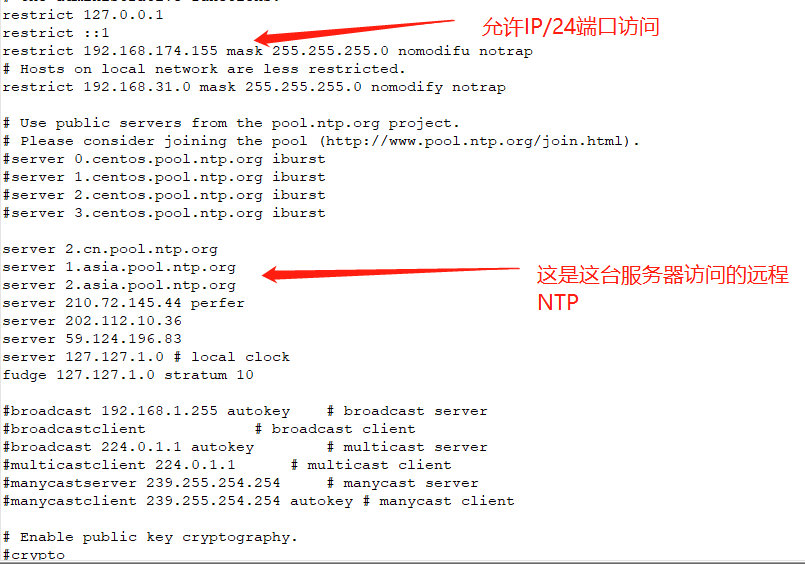 restrict 127.0.0.1
允许IP/24端口访问
restrict ::1
restrict 192.168.174.155 mask 255.255.255.0 nomodifu notrap
# Hosts on local network are less restricted.
restrict 192.168.31.0 mask 255.255.255.0 nomodify notrap
# Use public servers from the pool.ntp.org project.
# Please consider joining the pool (http://www.pool.ntp.org/join.html).
#server 0.centos.pool.ntp.org iburst
#server 1.centos.pool.ntp.org iburst
#server 2.centos.pool.ntp.org iburst
#server 3.centos.pool.ntp.org iburst
server 2.cn.pool.ntp.org
server 1.asia.pool.ntp.org
server 2.asia.pool.ntp.org
这是这台服务器访问的远程
NTP
server 210.72.145.44 perfer
server 202.112.10.36
server 59.124.196.83
server 127.127.1.0 # local clock
fudge 127.127.1.0 stratum 10
#broadcast 192.168.1.255 autokey # broadcast server
#broadcastclient # broadcast client
#broadcast 224.0.1.1 autokey # multicast server
#multicastclient 224.0.1.1 # multicast client
#manycastserver 239.255.254.254 # manycast server
#manycastclient 239.255.254.254 autokey # manycast client
# Enable public key cryptography.
#crypto